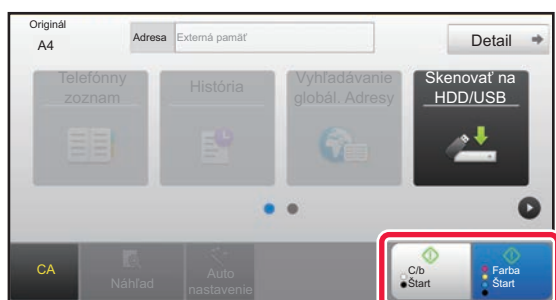 Originál
A4
Adresa Externá pamäť
Detail
Telefónny
zoznam
História
Vyhľadávanie
globál. Adresy
Skenovať na
HDD/USB
CA
Náhľad
Auto
nastavenie
C/b
Štart
Farba
Štart